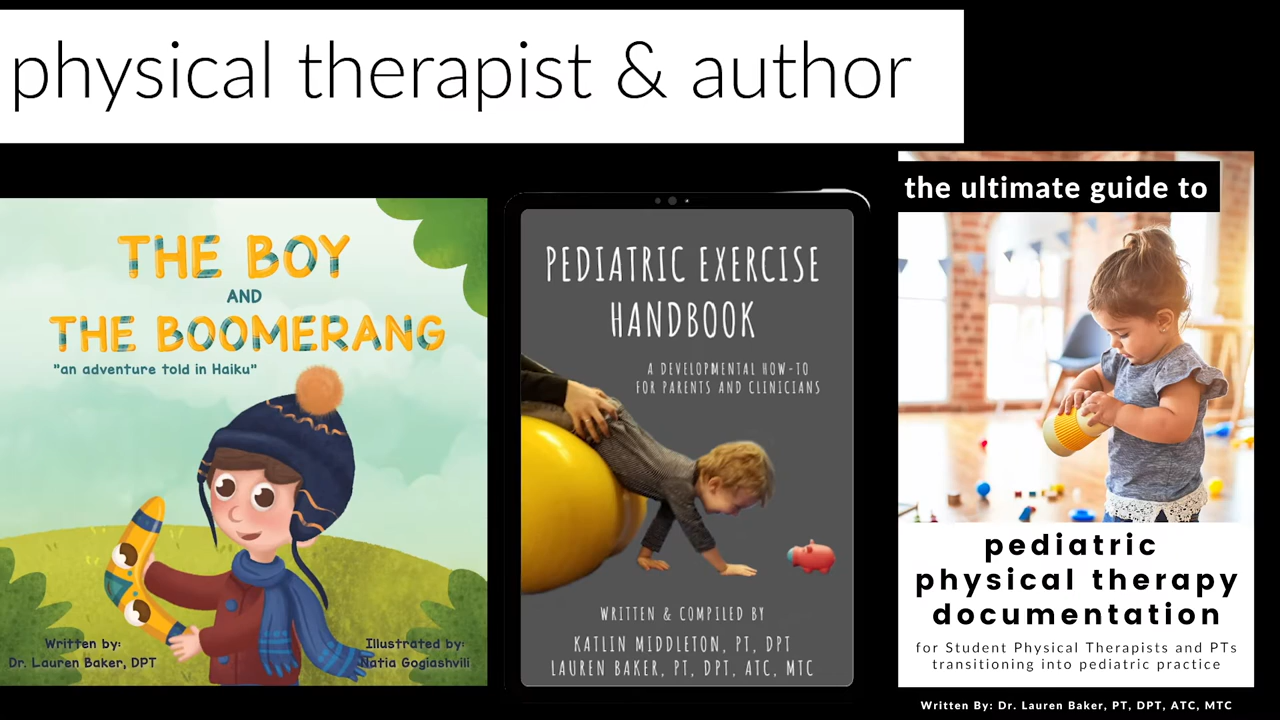 physical therapist & author
THE BOY
AND
THE BOOMERANG
"an adventure told in Haiku"
Written by:
Dr. Lauren Baker, DPT
Illustrated by:
Natia Gogiashvili
PEDIATRIC EXERCISE
HANDBOOK
A DEVELOPMENTAL HOW-TO
FOR PARENTS AND CLINICIANS
WRITTEN & COMPILED BY
KATLIN MIDDLETON, PT, DPT
LAUREN BAKER, PT, DPT, ATC, MTC
the ultimate guide to
pediatric
physical therapy
documentation
for Student Physical Therapists and PTs
transitioning into pediatric practice
Written By: Dr. Lauren Baker, PT, DPT, ATC, MTC